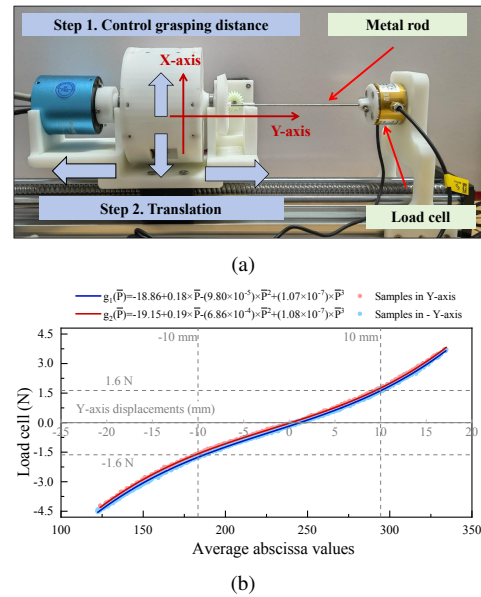 Step 1. Control grasping distance
Metal rod
X-axis
Y-axis
Step 2. Translation
Load cell
(a)
g₁(P̅)=-18.86+0.18×P̅-(9.80×10⁻⁵)×P̅²+(1.07×10⁻⁷)×P̅³
Samples in Y-axis
g₂(P̅)=-19.15+0.19×P̅-(6.86×10⁻⁴)×P̅²+(1.08×10⁻⁷)×P̅³
Samples in - Y-axis
4.5
-10 mm
10 mm
3.0
1.6 N
1.5
Y-axis displacements (mm)
0.0
-25 -20 -15 -10 -5 0 5 10 15 20
-1.5
-1.6 N
-3.0
-4.5
Load cell (N)
100 150 200 250 300 350
Average abscissa values
(b)